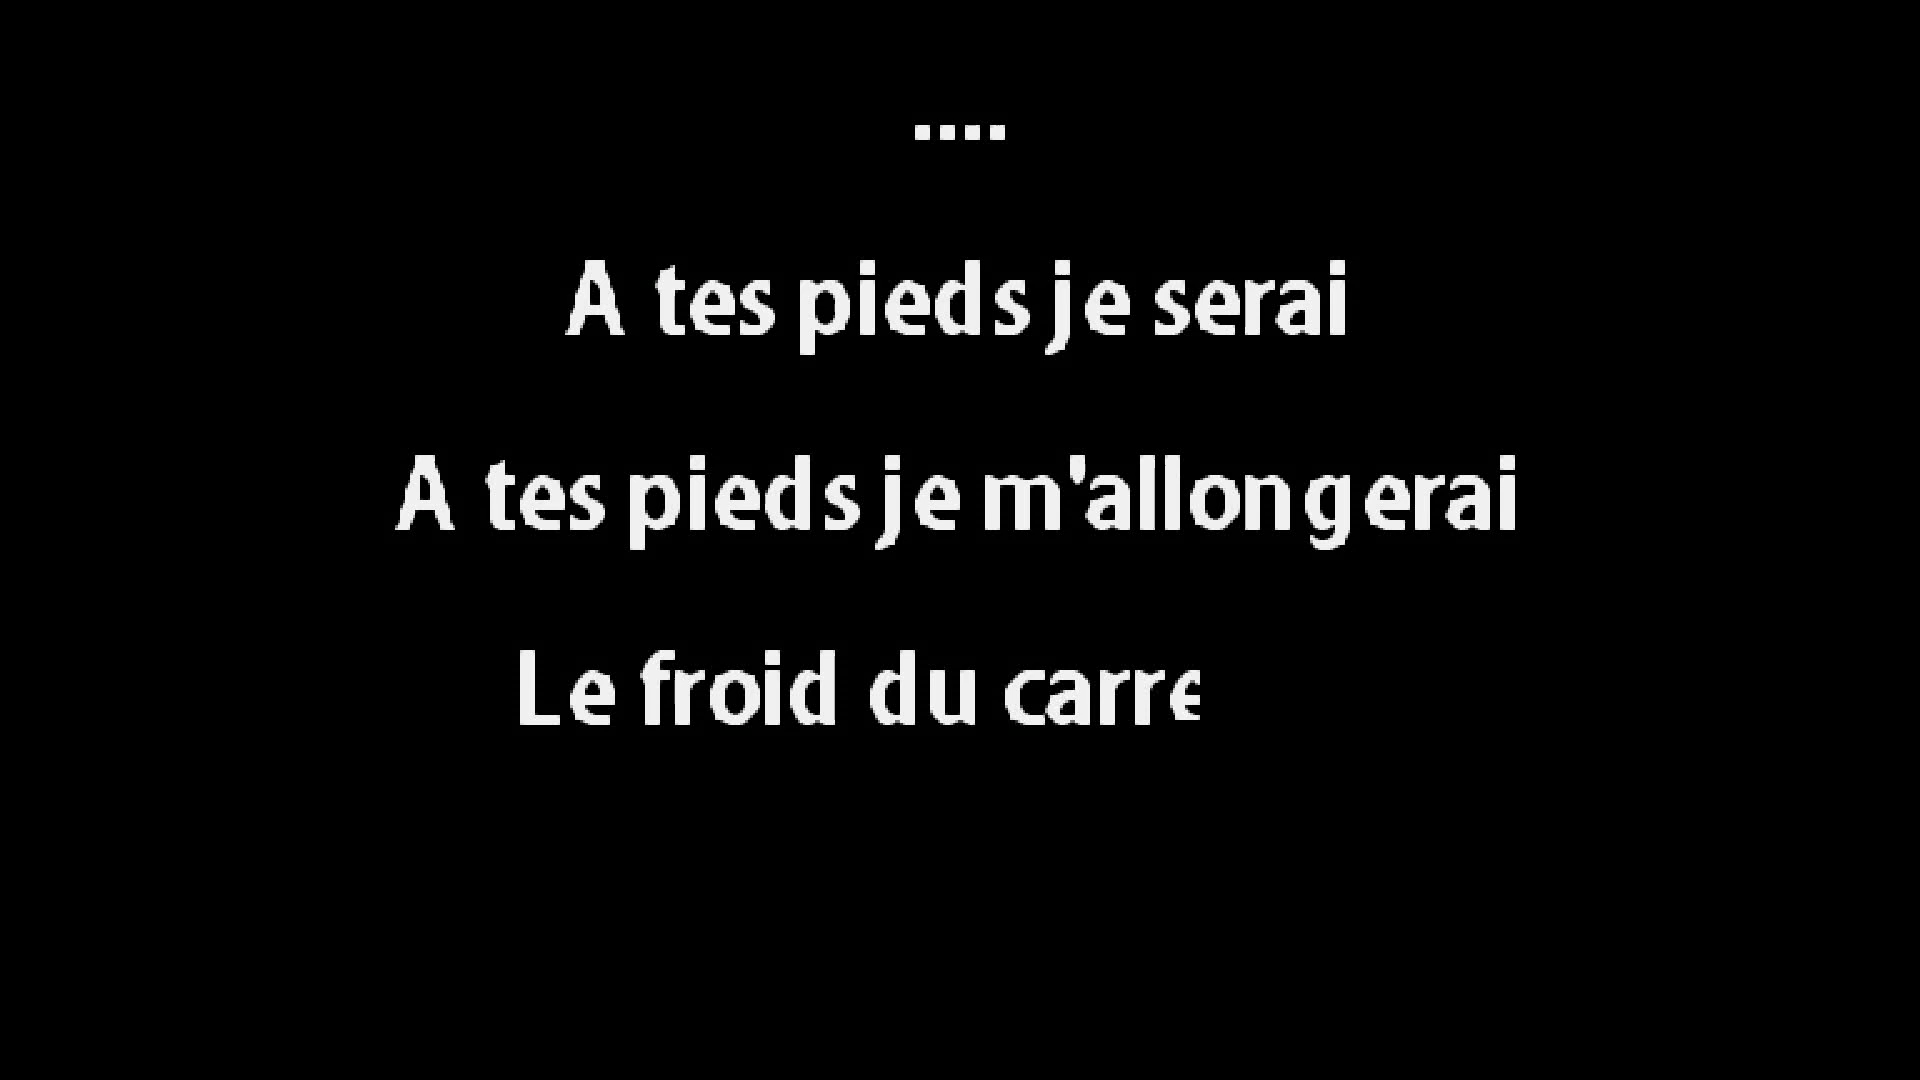 ....
A tes pieds je serai
A tes pieds je m'allongerai
Le froid du carre